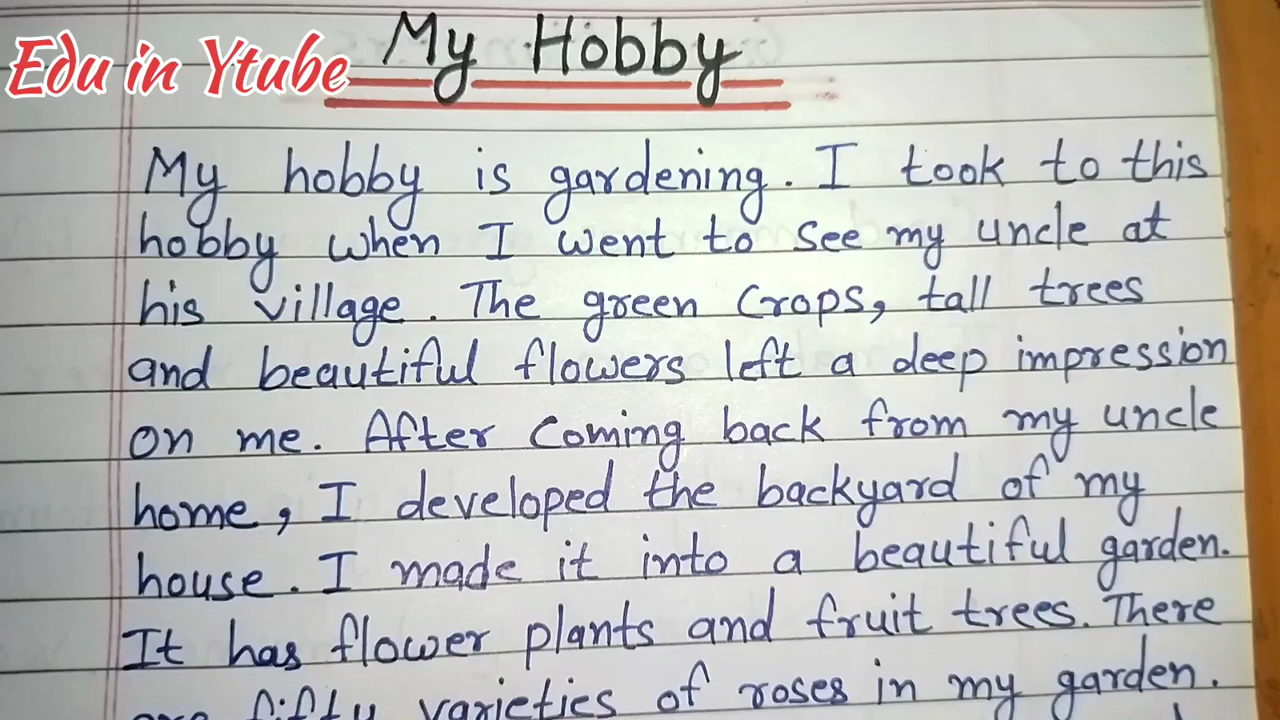 Edu in Ytube
My Hobby
My hobby is gardening. I took to this
hobby when I went to see my uncle at
his village. The green crops, tall trees
and beautiful flowers left a deep impression
on me. After coming back from my uncle
home, I developed the backyard of my
house. I made it into a beautiful garden.
It has flower plants and fruit trees. There
are fifty varieties of roses in my garden.